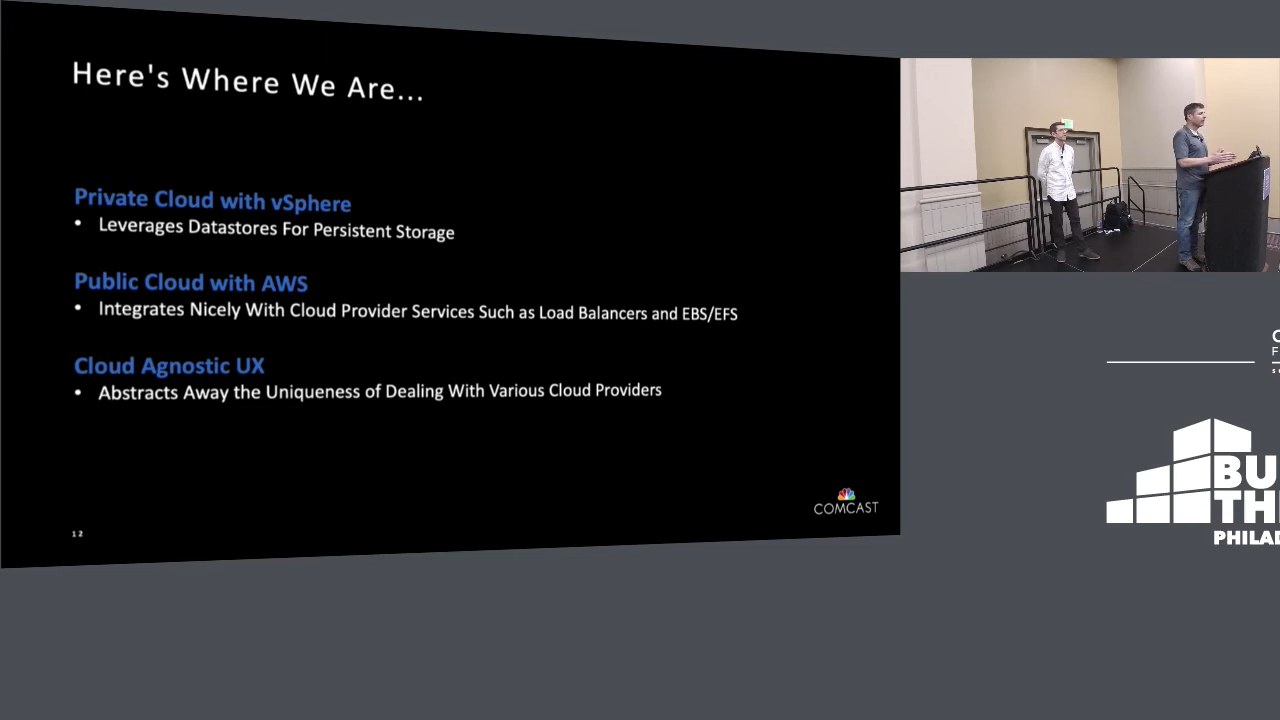 Here's Where We Are...
Private Cloud with vSphere
• Leverages Datastores For Persistent Storage
Public Cloud with AWS
• Integrates Nicely With Cloud Provider Services Such as Load Balancers and EBS/EFS
Cloud Agnostic UX
• Abstracts Away the Uniqueness of Dealing With Various Cloud Providers
COMCAST
12
BU
TH
PHILA